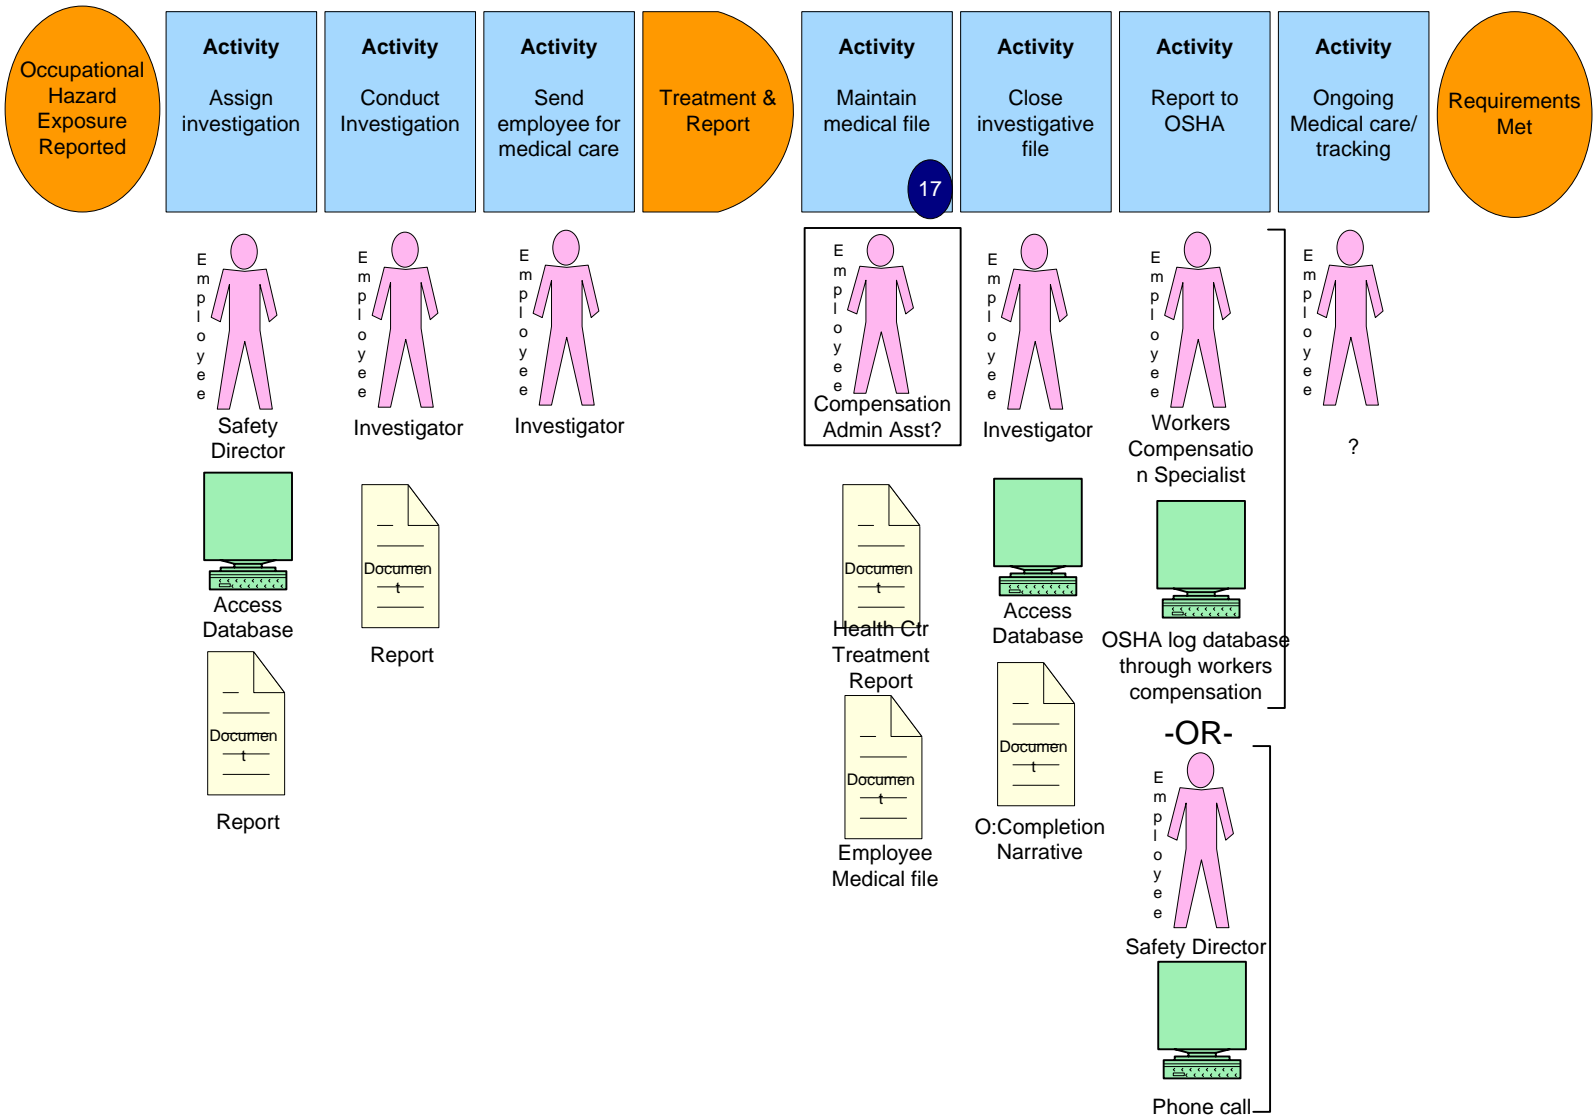 Occupational
Hazard
Exposure
Reported
Activity
Assign
investigation
Activity
Conduct
Investigation
Activity
Send
employee for
medical care
Treatment &
Report
Activity
Maintain
medical file
17
Activity
Close
investigative
file
Activity
Report to
OSHA
Activity
Ongoing
Medical care/
tracking
Requirements
Met
Employee
Safety
Director
Access
Database
Documen
t
Report
Employee
Investigator
Documen
t
Report
Employee
Investigator
Employee
Compensation
Admin Asst?
Documen
t
Health Ctr
Treatment
Report
Documen
t
Employee
Medical file
Employee
Investigator
Access
Database
Documen
t
O:Completion
Narrative
Employee
Workers
Compensatio
n Specialist
OSHA log database
through workers
compensation
-OR-
Employee
Safety Director
Phone call
Employee
?